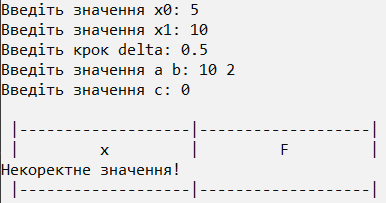 Введіть значення x0: 5
Введіть значення x1: 10
Введіть крок delta: 0.5
Введіть значення a b: 10 2
Введіть значення c: 0
|-------------------|-------------------|
| x | F |
Некоректне значення!
|-------------------|-------------------|